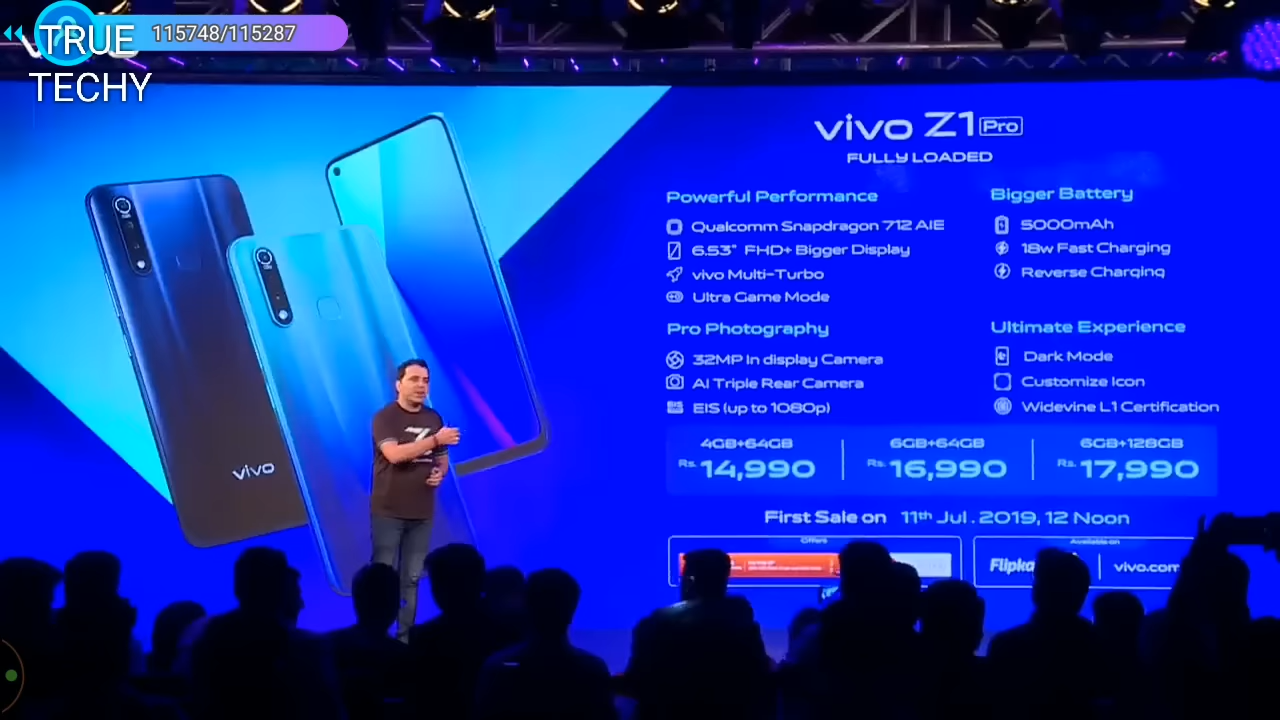 TRUE
TECHY
115748/115287
vivo Z1 Pro
FULLY LOADED
Powerful Performance
Qualcomm Snapdragon 712 AIE
6.53" FHD+ Bigger Display
vivo Multi-Turbo
Ultra Game Mode
Bigger Battery
5000mAh
18w Fast Charging
Reverse Charging
Pro Photography
32MP In display Camera
AI Triple Rear Camera
EIS (up to 1080p)
Ultimate Experience
Dark Mode
Customize Icon
Widevine L1 Certification
4GB+64GB
Rs. 14,990
6GB+64GB
Rs. 16,990
6GB+128GB
Rs. 17,990
First Sale on 11th Jul . 2019, 12 Noon
Offers
Available on
vivo.com
vivo
Z